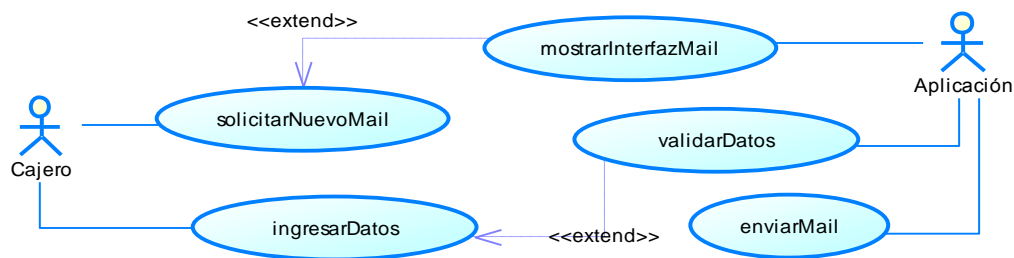 <<extend>>
mostrarInterfazMail
Aplicación
solicitarNuevoMail
validarDatos
Cajero
ingresarDatos
<<extend>>
enviarMail